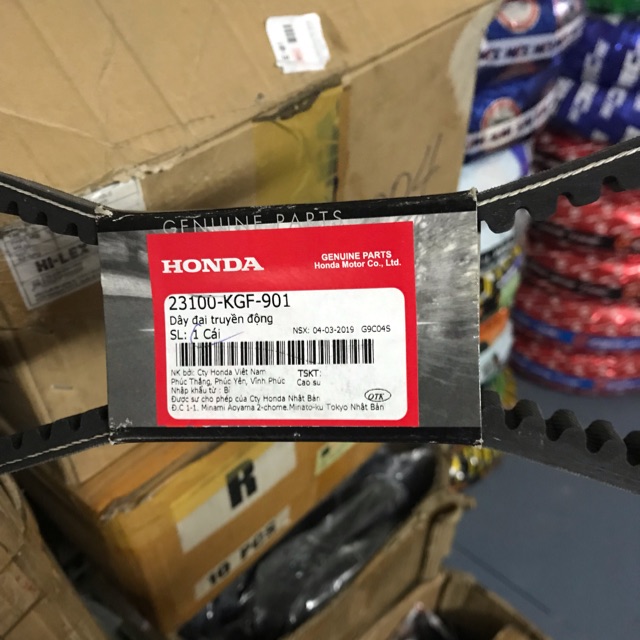 GENUINE PARTS
HONDA
GENUINE PARTS
Honda Motor Co., Ltd.
23100-KGF-901
Dây đai truyền động
SL: 1 Cái
NSX: 04-03-2019 G9C04S
NK bởi: Cty Honda Việt Nam
Phúc Thắng, Phúc Yên, Vĩnh Phúc
Nhập khẩu từ : Bỉ
Được sự cho phép của Cty Honda Nhật Bản
Đ.C 1-1, Minami Aoyama 2-chome.Minato-ku Tokyo Nhật Bản
TSKT:
Cao su
QTK
HI-LEX
R
10 PCS